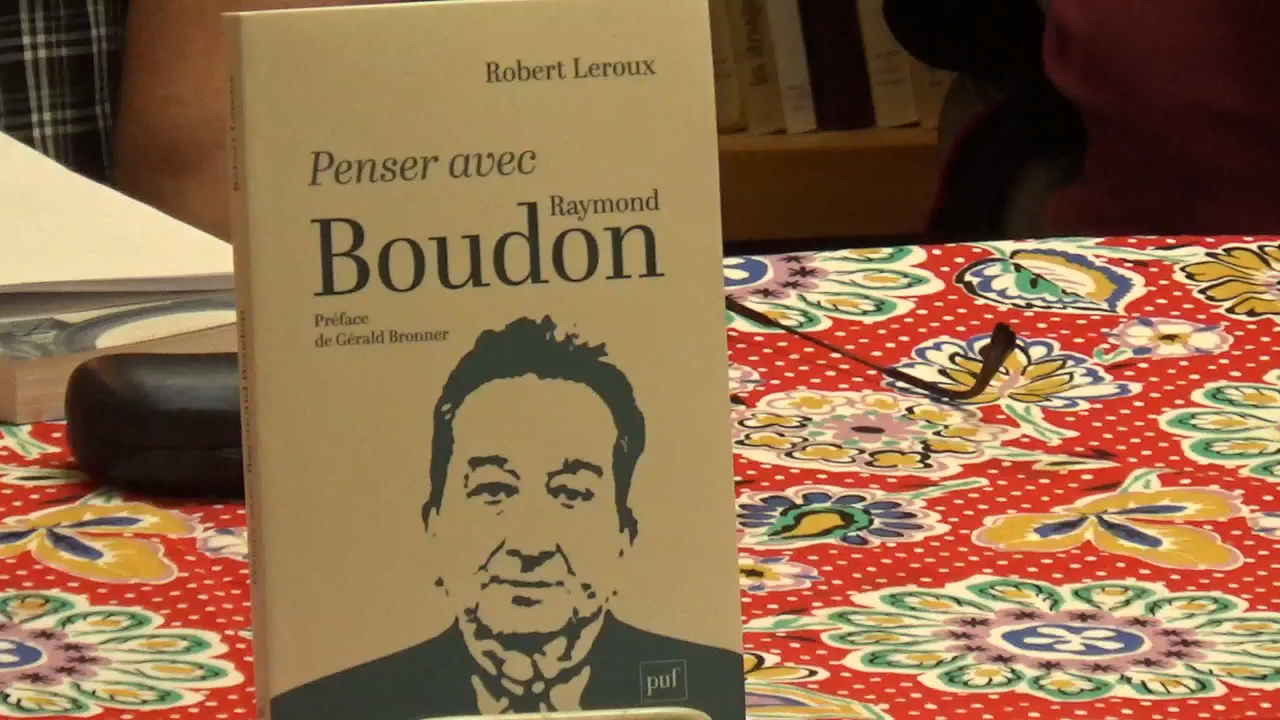 Robert Leroux
Penser avec
Raymond
Boudon
Préface
de Gérald Bronner
puf